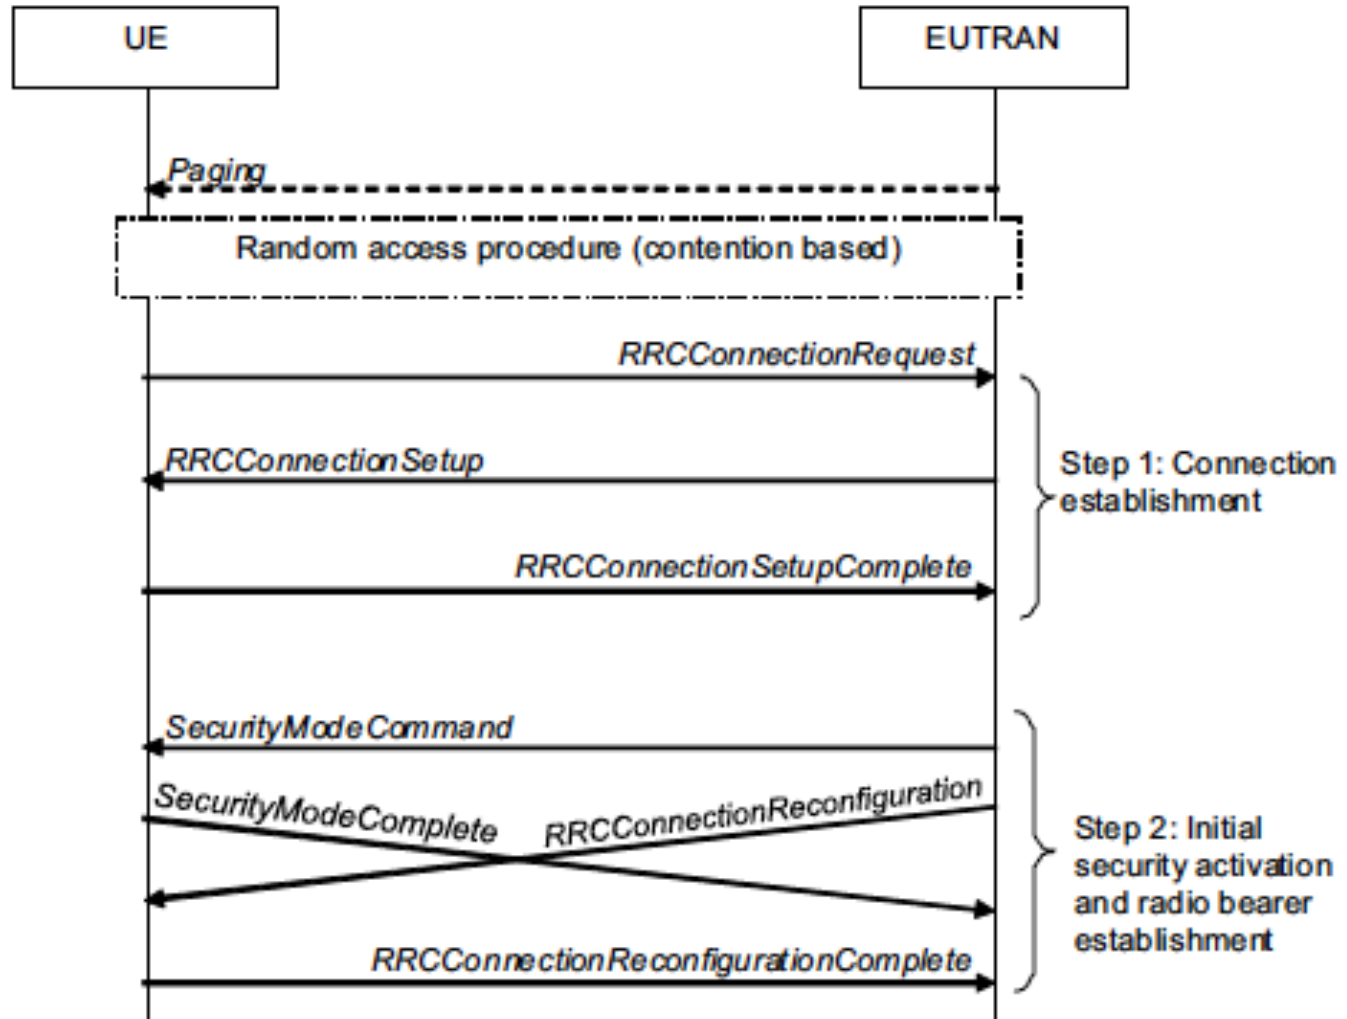 UE
EUTRAN
Paging
Random access procedure (contention based)
RRCConnectionRequest
RRCConnectionSetup
Step 1: Connection
establishment
RRCConnectionSetupComplete
SecurityModeCommand
SecurityModeComplete
RRCConnectionReconfiguration
Step 2: Initial
security activation
and radio bearer
establishment
RRCConnectionReconfigurationComplete